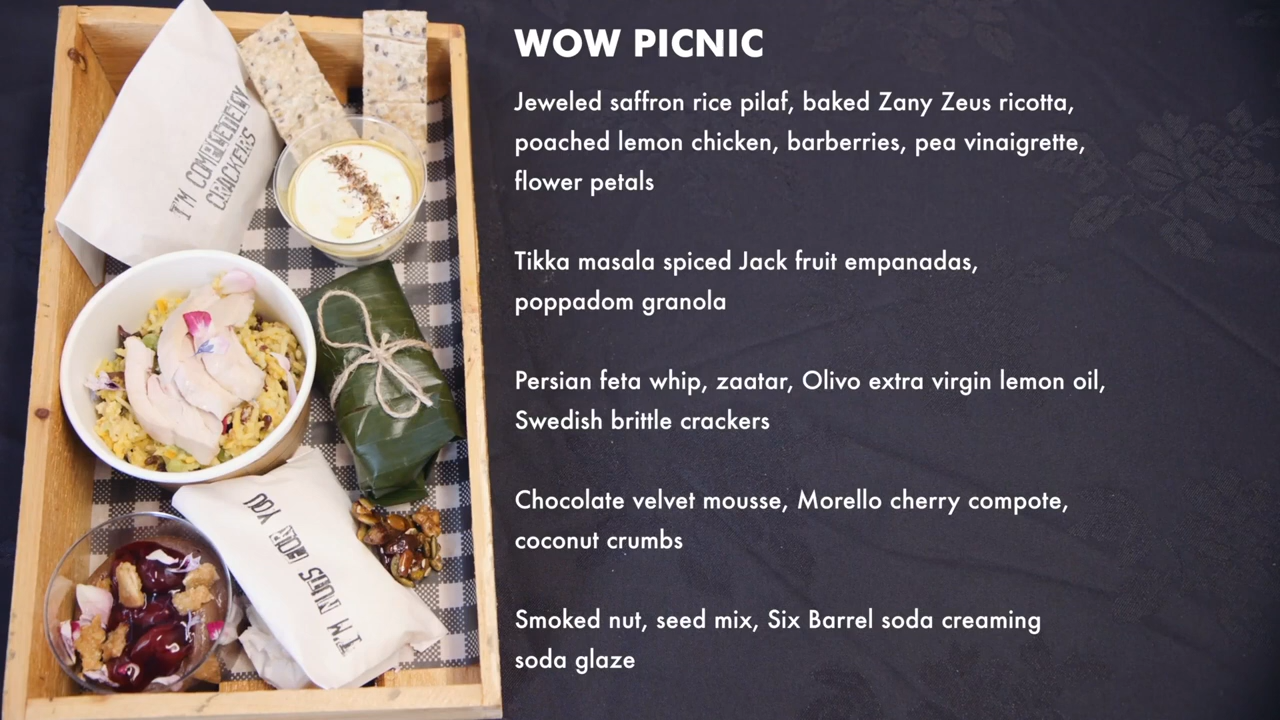 I'M COMPLETELY
CRACKERS
I'M NUTS FOR YOU
WOW PICNIC
Jeweled saffron rice pilaf, baked Zany Zeus ricotta,
poached lemon chicken, barberries, pea vinaigrette,
flower petals
Tikka masala spiced Jack fruit empanadas,
poppadom granola
Persian feta whip, zaatar, Olivo extra virgin lemon oil,
Swedish brittle crackers
Chocolate velvet mousse, Morello cherry compote,
coconut crumbs
Smoked nut, seed mix, Six Barrel soda creaming
soda glaze